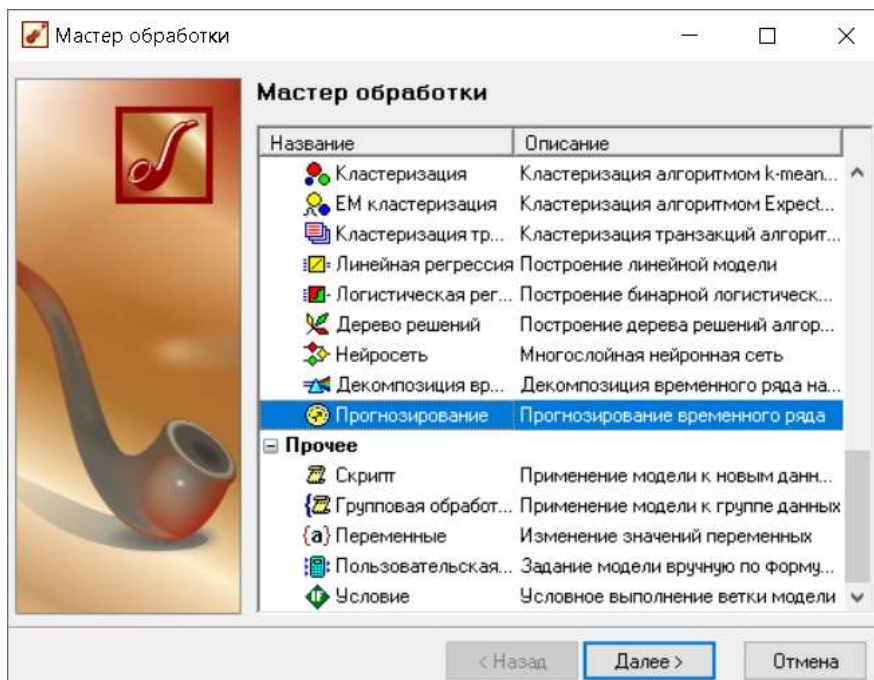 Мастер обработки
Мастер обработки
Название Описание
Кластеризация Кластеризация алгоритмом k-mean...
EM кластеризация Кластеризация алгоритмом Expect...
Кластеризация тр... Кластеризация транзакций алгорит...
Линейная регрессия Построение линейной модели
Логистическая рег... Построение бинарной логистическ...
Дерево решений Построение дерева решений алгор...
Нейросеть Многослойная нейронная сеть
Декомпозиция вр... Декомпозиция временного ряда на...
Прогнозирование Прогнозирование временного ряда
Прочее
Скрипт Применение модели к новым данн...
Групповая обработ... Применение модели к группе данных
{a} Переменные Изменение значений переменных
Пользовательская... Задание модели вручную по форму...
IF Условие Условное выполнение ветки модели
< Назад Далее > Отмена